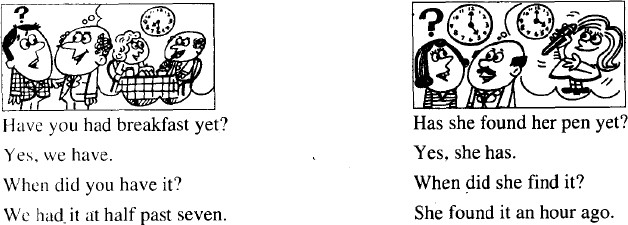 ?
Have you had breakfast yet?
Yes, we have.
When did you have it?
We had it at half past seven.
?
Has she found her pen yet?
Yes, she has.
When did she find it?
She found it an hour ago.